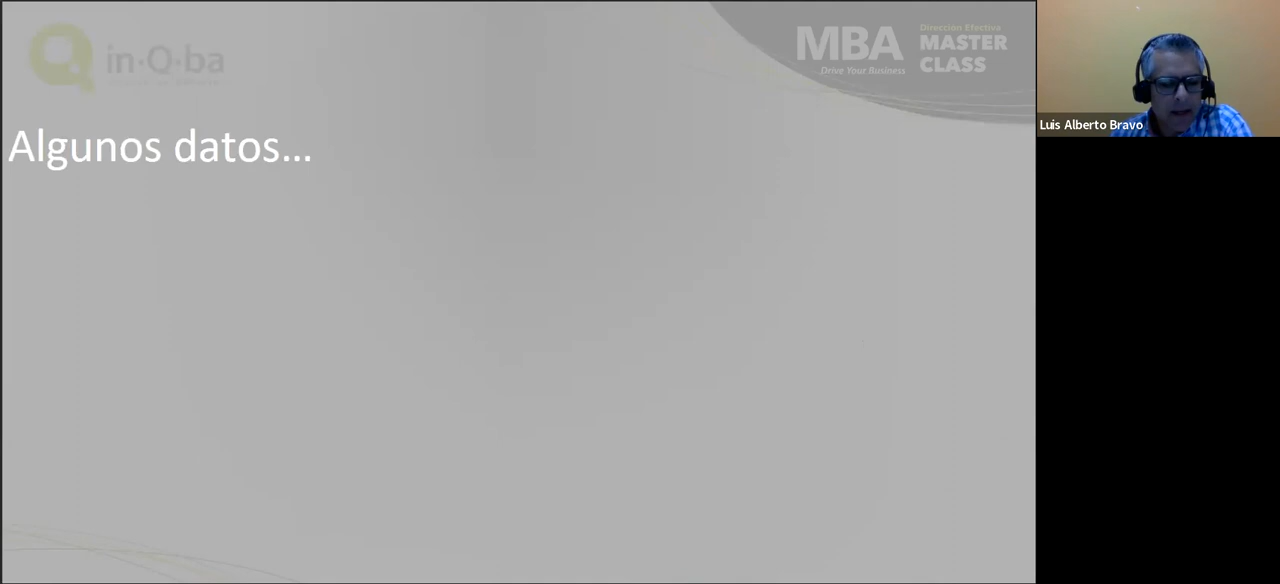 in·Q·ba
MBA
Drive Your Business
Dirección Efectiva
MASTER
CLASS
Algunos datos...
Luis Alberto Bravo